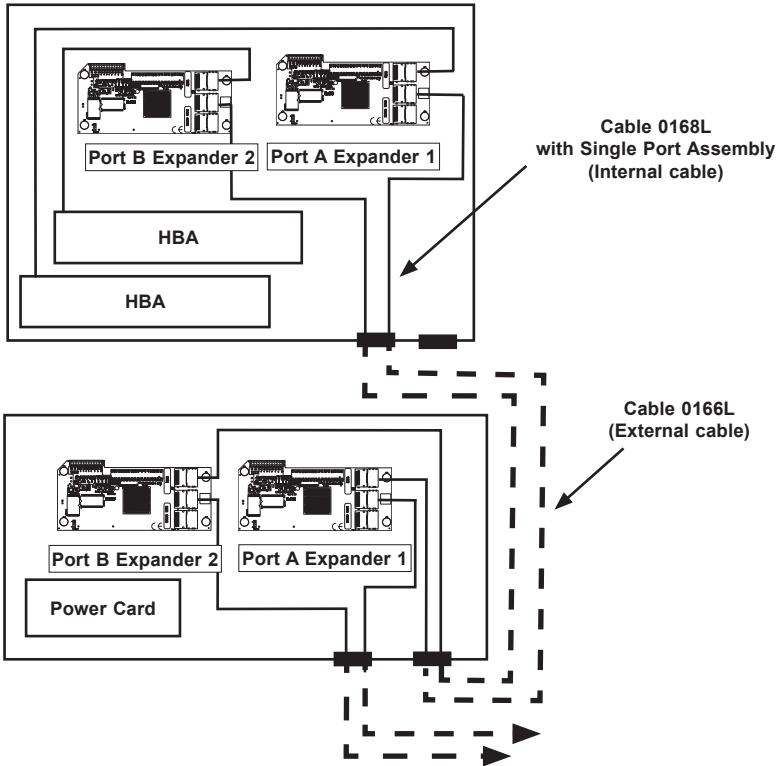 Port B Expander 2
Port A Expander 1
Cable 0168L
with Single Port Assembly
(Internal cable)
HBA
HBA
Cable 0166L
(External cable)
Port B Expander 2
Port A Expander 1
Power Card